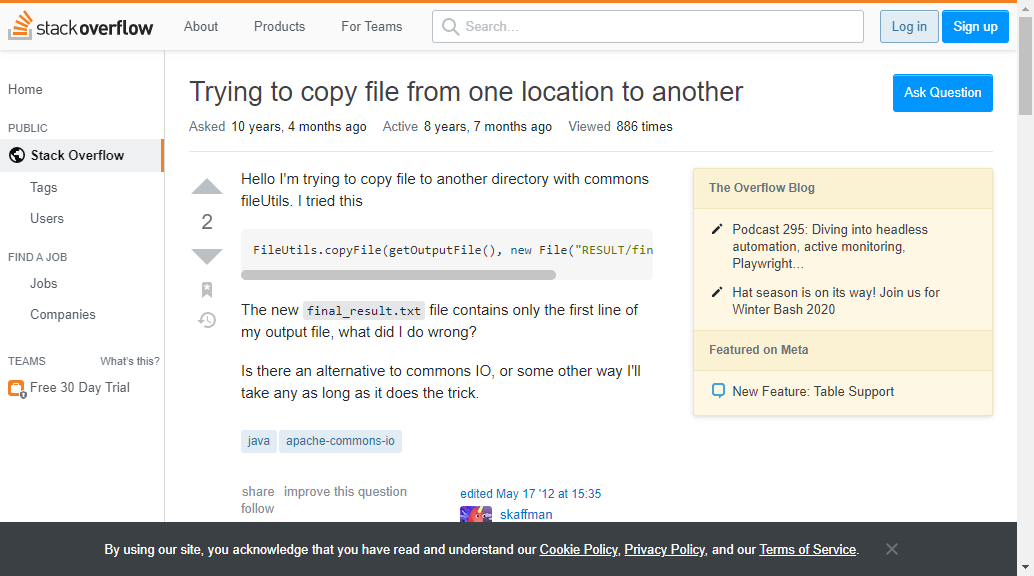 stackoverflow
About
Products
For Teams
Search...
Log in
Sign up
Home
PUBLIC
Stack Overflow
Tags
Users
FIND A JOB
Jobs
Companies
TEAMS
What's this?
Free 30 Day Trial
Trying to copy file from one location to another
Ask Question
Asked 10 years, 4 months ago Active 8 years, 7 months ago Viewed 886 times
2
Hello I'm trying to copy file to another directory with commons
fileUtils. I tried this
FileUtils.copyFile(getOutputFile(), new File("RESULT/fin
The new final_result.txt file contains only the first line of
my output file, what did I do wrong?
Is there an alternative to commons IO, or some other way I'll
take any as long as it does the trick.
java apache-commons-io
share improve this question
follow
edited May 17 '12 at 15:35
skaffman
The Overflow Blog
Podcast 295: Diving into headless
automation, active monitoring,
Playwright...
Hat season is on its way! Join us for
Winter Bash 2020
Featured on Meta
New Feature: Table Support
By using our site, you acknowledge that you have read and understand our Cookie Policy, Privacy Policy, and our Terms of Service.